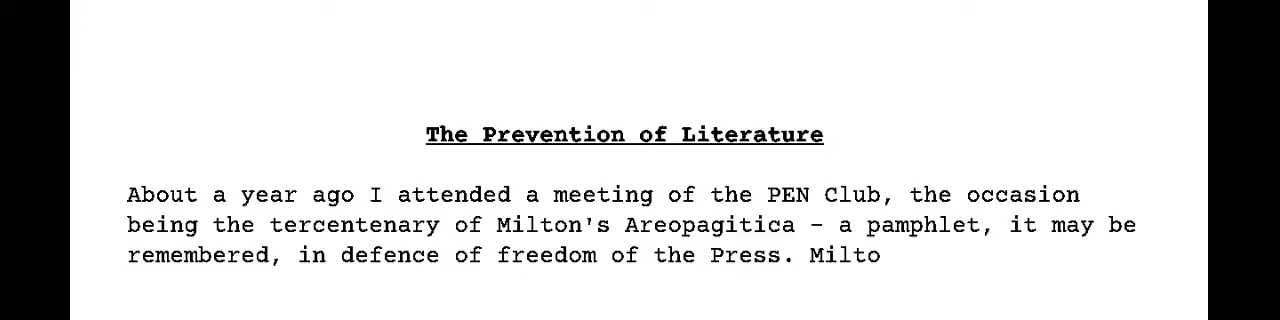 The Prevention of Literature
About a year ago I attended a meeting of the PEN Club, the occasion
being the tercentenary of Milton's Areopagitica – a pamphlet, it may be
remembered, in defence of freedom of the Press. Milto